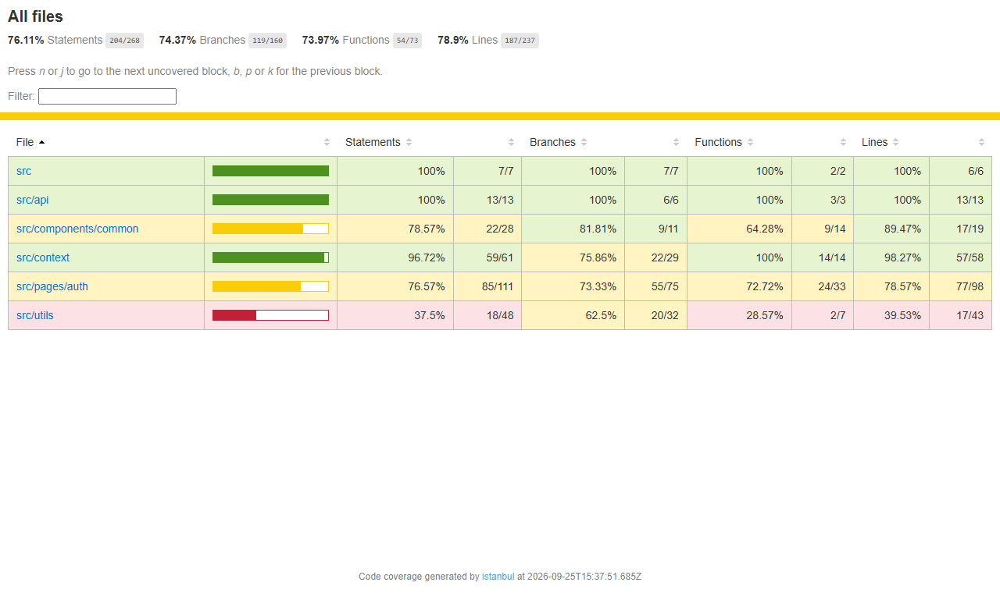 All files
76.11% Statements 204/268 74.37% Branches 119/160 73.97% Functions 54/73 78.9% Lines 187/237
Press n or j to go to the next uncovered block, b, p or k for the previous block.
Filter:
File Statements Branches Functions Lines
src 100% 7/7 100% 7/7 100% 2/2 100% 6/6
src/api 100% 13/13 100% 6/6 100% 3/3 100% 13/13
src/components/common 78.57% 22/28 81.81% 9/11 64.28% 9/14 89.47% 17/19
src/context 96.72% 59/61 75.86% 22/29 100% 14/14 98.27% 57/58
src/pages/auth 76.57% 85/111 73.33% 55/75 72.72% 24/33 78.57% 77/98
src/utils 37.5% 18/48 62.5% 20/32 28.57% 2/7 39.53% 17/43
Code coverage generated by istanbul at 2026-09-25T15:37:51.685Z